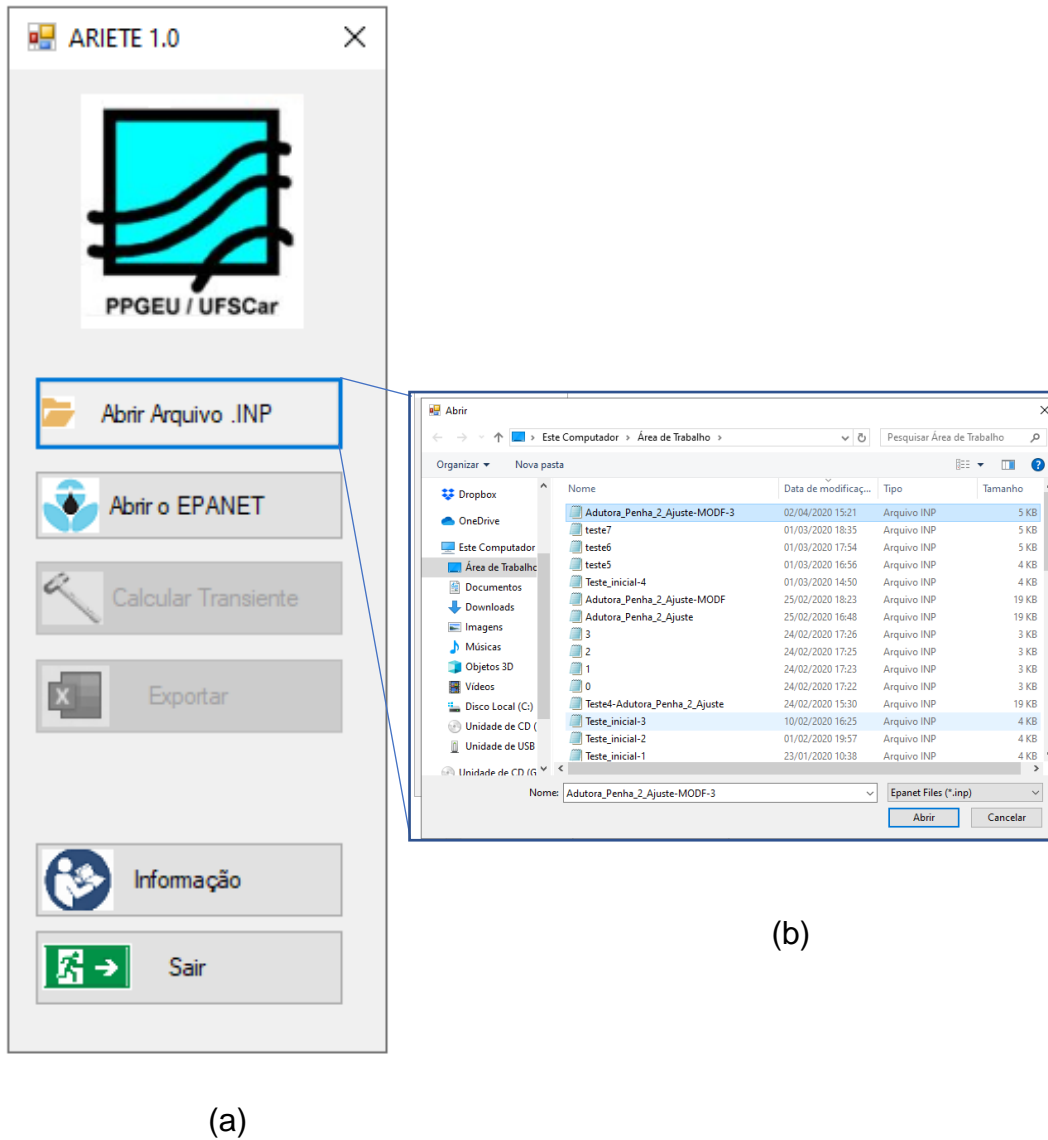 ARIETE 1.0
PPGEU / UFSCar
Abrir Arquivo .INP
Abrir o EPANET
Calcular Transiente
Exportar
Informação
Sair
(a)
Abrir
Este Computador › Área de Trabalho ›
Pesquisar Área de Trabalho
Organizar
Nova pasta
Dropbox
OneDrive
Este Computador
Área de Trabalho
Documentos
Downloads
Imagens
Músicas
Objetos 3D
Vídeos
Disco Local (C:)
Unidade de CD (
Unidade de USB
Unidade de CD (G
Nome Data de modificaç... Tipo Tamanho
Adutora_Penha_2_Ajuste-MODF-3 02/04/2020 15:21 Arquivo INP 5 KB
teste7 01/03/2020 18:35 Arquivo INP 5 KB
teste6 01/03/2020 17:54 Arquivo INP 5 KB
teste5 01/03/2020 16:56 Arquivo INP 4 KB
Teste_inicial-4 01/03/2020 14:50 Arquivo INP 4 KB
Adutora_Penha_2_Ajuste-MODF 25/02/2020 18:23 Arquivo INP 19 KB
Adutora_Penha_2_Ajuste 25/02/2020 16:48 Arquivo INP 19 KB
3 24/02/2020 17:26 Arquivo INP 3 KB
2 24/02/2020 17:25 Arquivo INP 3 KB
1 24/02/2020 17:23 Arquivo INP 3 KB
0 24/02/2020 17:22 Arquivo INP 3 KB
Teste4-Adutora_Penha_2_Ajuste 24/02/2020 15:30 Arquivo INP 19 KB
Teste_inicial-3 10/02/2020 16:25 Arquivo INP 4 KB
Teste_inicial-2 01/02/2020 19:57 Arquivo INP 4 KB
Teste_inicial-1 23/01/2020 10:38 Arquivo INP 4 KB
Nome: Adutora_Penha_2_Ajuste-MODF-3 Epanet Files (*.inp)
Abrir Cancelar
(b)